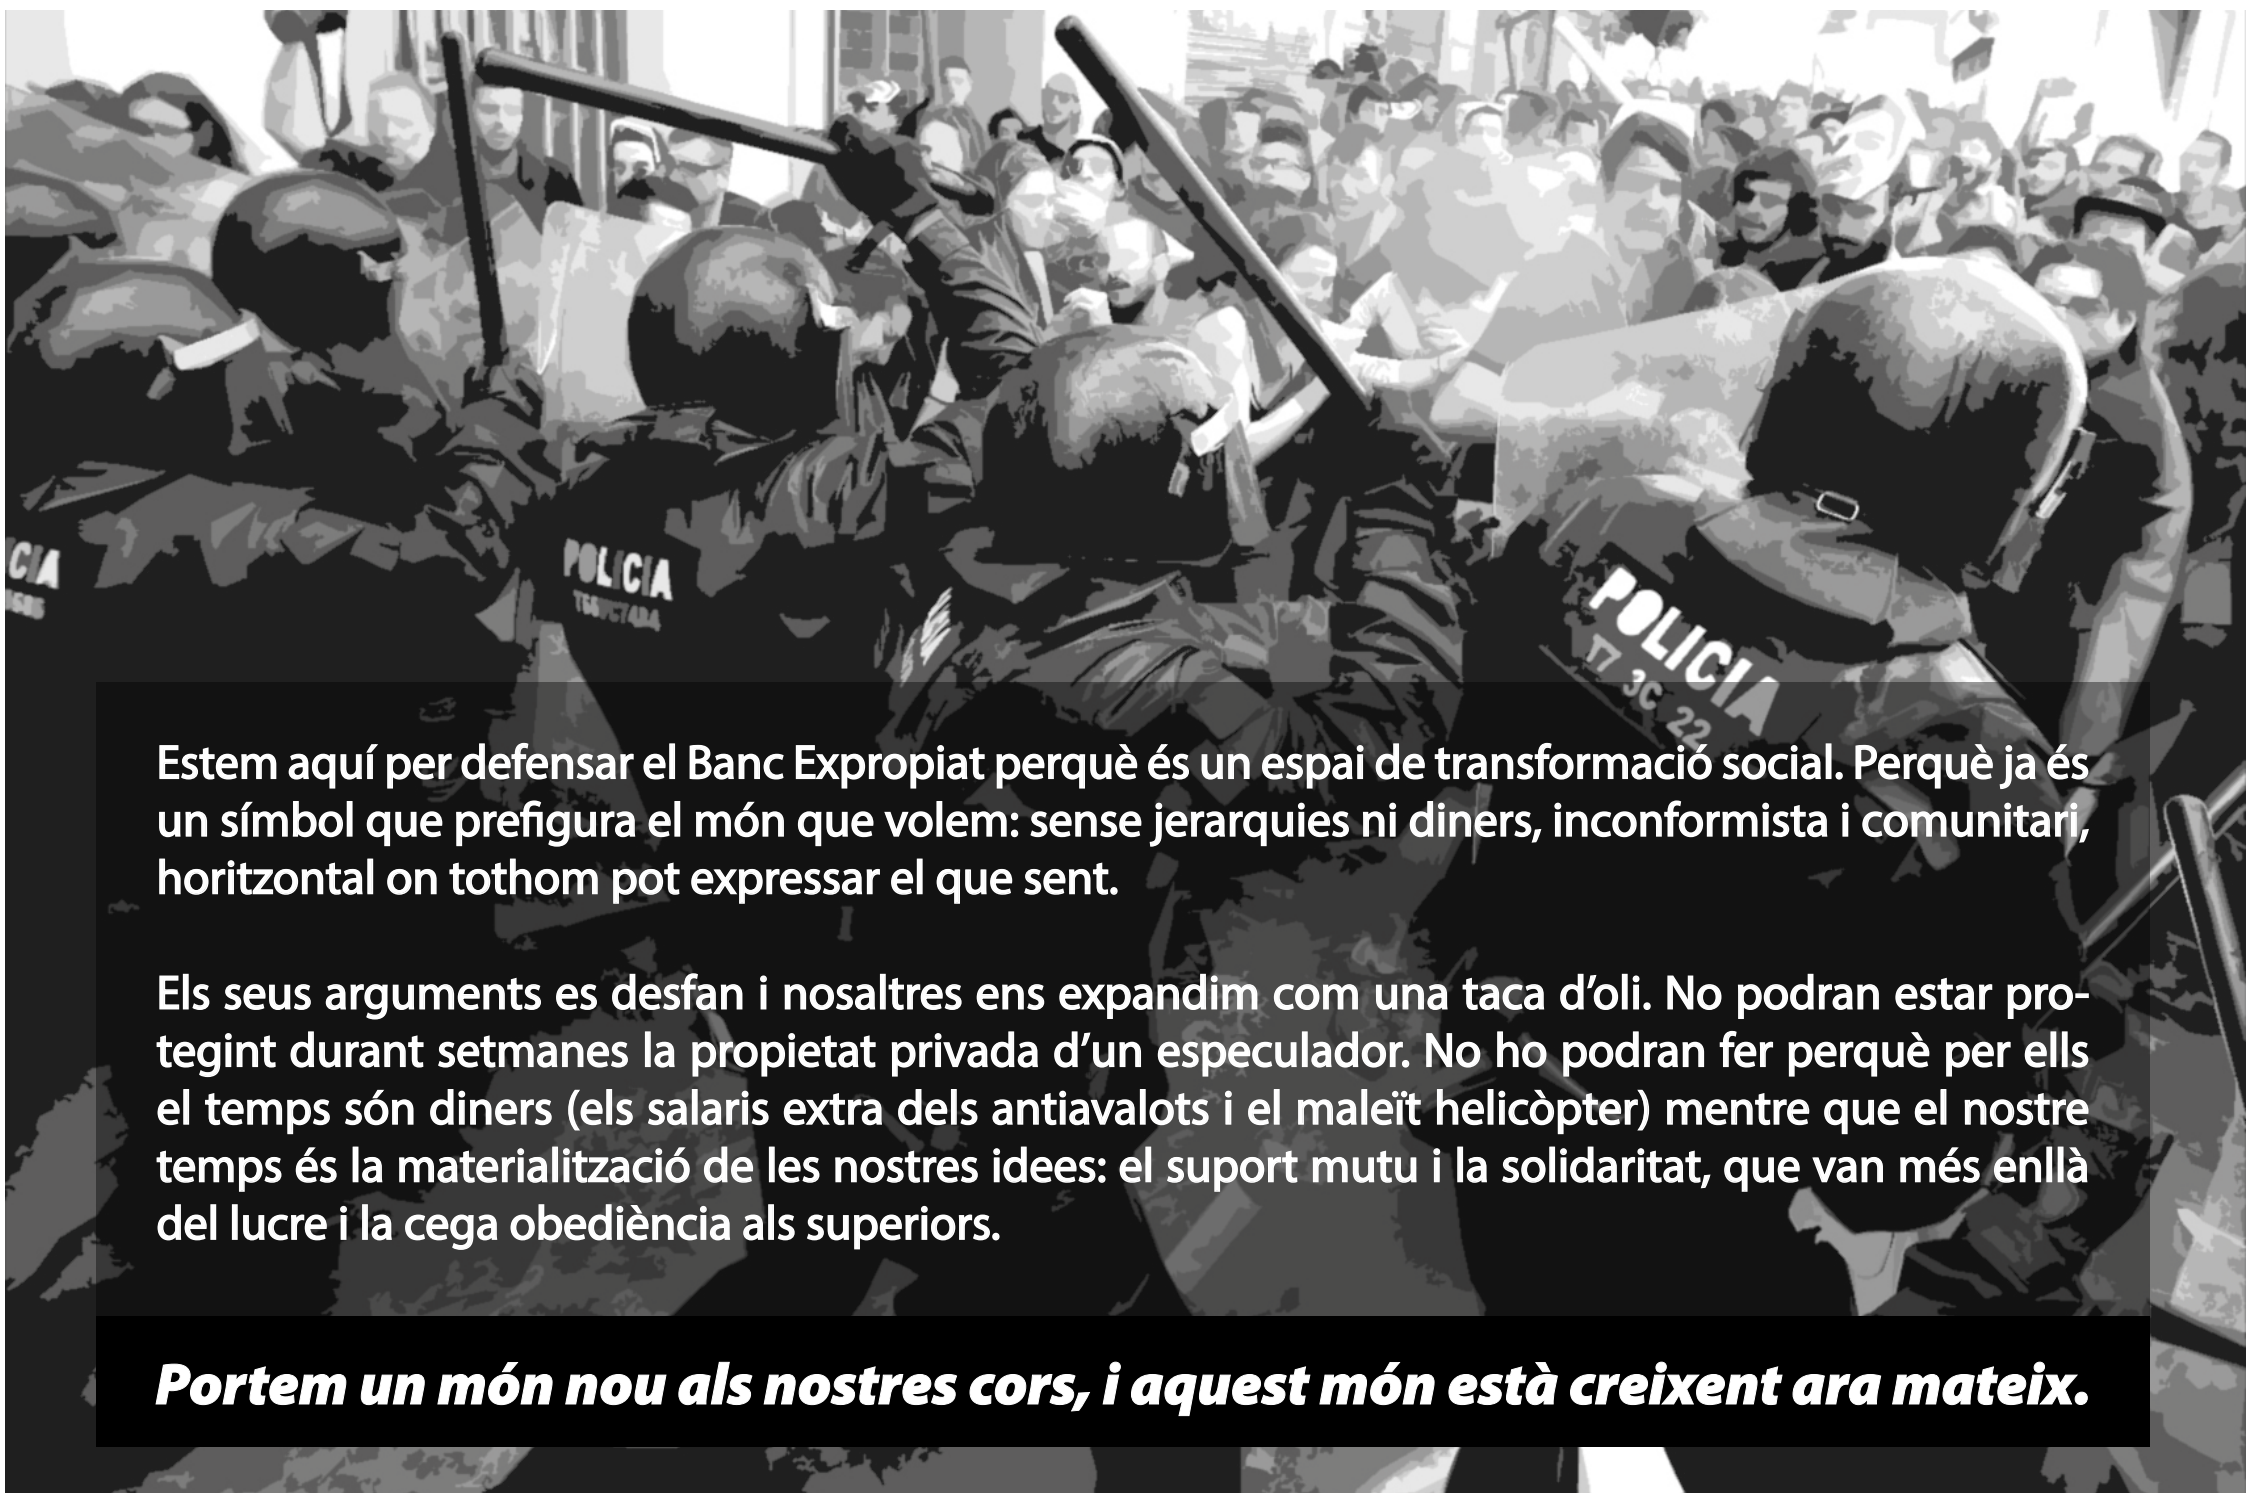 CIA
POLICIA
POLICIA
T7 3C 22
Estem aquí per defensar el Banc Expropiat perquè és un espai de transformació social. Perquè ja és
un símbol que prefigura el món que volem: sense jerarquies ni diners, inconformista i comunitari,
horitzontal on tothom pot expressar el que sent.
Els seus arguments es desfan i nosaltres ens expandim com una taca d’oli. No podran estar pro-
tegint durant setmanes la propietat privada d’un especulador. No ho podran fer perquè per ells
el temps són diners (els salaris extra dels antiavalots i el maleït helicòpter) mentre que el nostre
temps és la materialització de les nostres idees: el suport mutu i la solidaritat, que van més enllà
del lucre i la cega obediència als superiors.
Portem un món nou als nostres cors, i aquest món està creixent ara mateix.